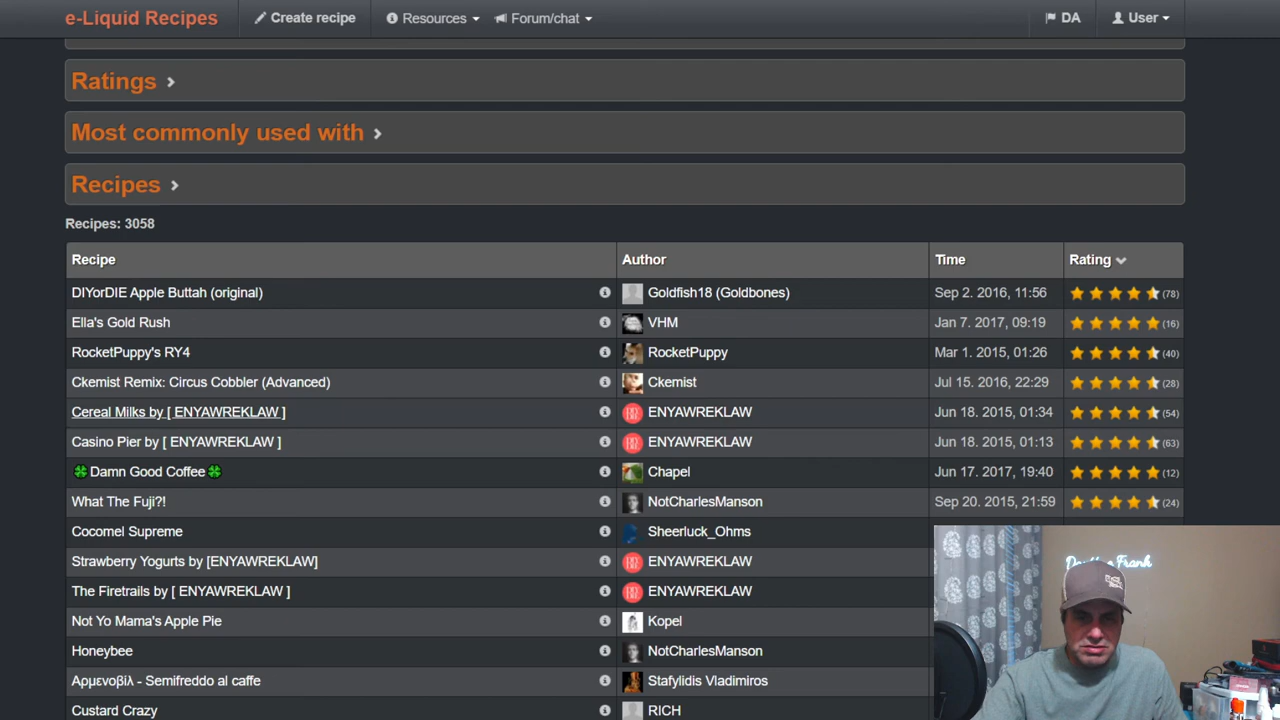 e-Liquid Recipes Create recipe Resources Forum/chat DA User
Ratings
Most commonly used with
Recipes
Recipes: 3058
Recipe Author Time Rating
DIYorDIE Apple Buttah (original) Goldfish18 (Goldbones) Sep 2. 2016, 11:56 (78)
Ella's Gold Rush VHM Jan 7. 2017, 09:19 (16)
RocketPuppy's RY4 RocketPuppy Mar 1. 2015, 01:26 (40)
Ckemist Remix: Circus Cobbler (Advanced) Ckemist Jul 15. 2016, 22:29 (28)
Cereal Milks by [ ENYAWREKLAW ] ENYAWREKLAW Jun 18. 2015, 01:34 (54)
Casino Pier by [ ENYAWREKLAW ] ENYAWREKLAW Jun 18. 2015, 01:13 (63)
🍀Damn Good Coffee🍀 Chapel Jun 17. 2017, 19:40 (12)
What The Fuji?! NotCharlesManson Sep 20. 2015, 21:59 (24)
Cocomel Supreme Sheerluck_Ohms
Strawberry Yogurts by [ENYAWREKLAW] ENYAWREKLAW
The Firetrails by [ ENYAWREKLAW ] ENYAWREKLAW
Not Yo Mama's Apple Pie Kopel
Honeybee NotCharlesManson
Αρμενοβίλ - Semifreddo al caffe Stafylidis Vladimiros
Custard Crazy RICH
Frank